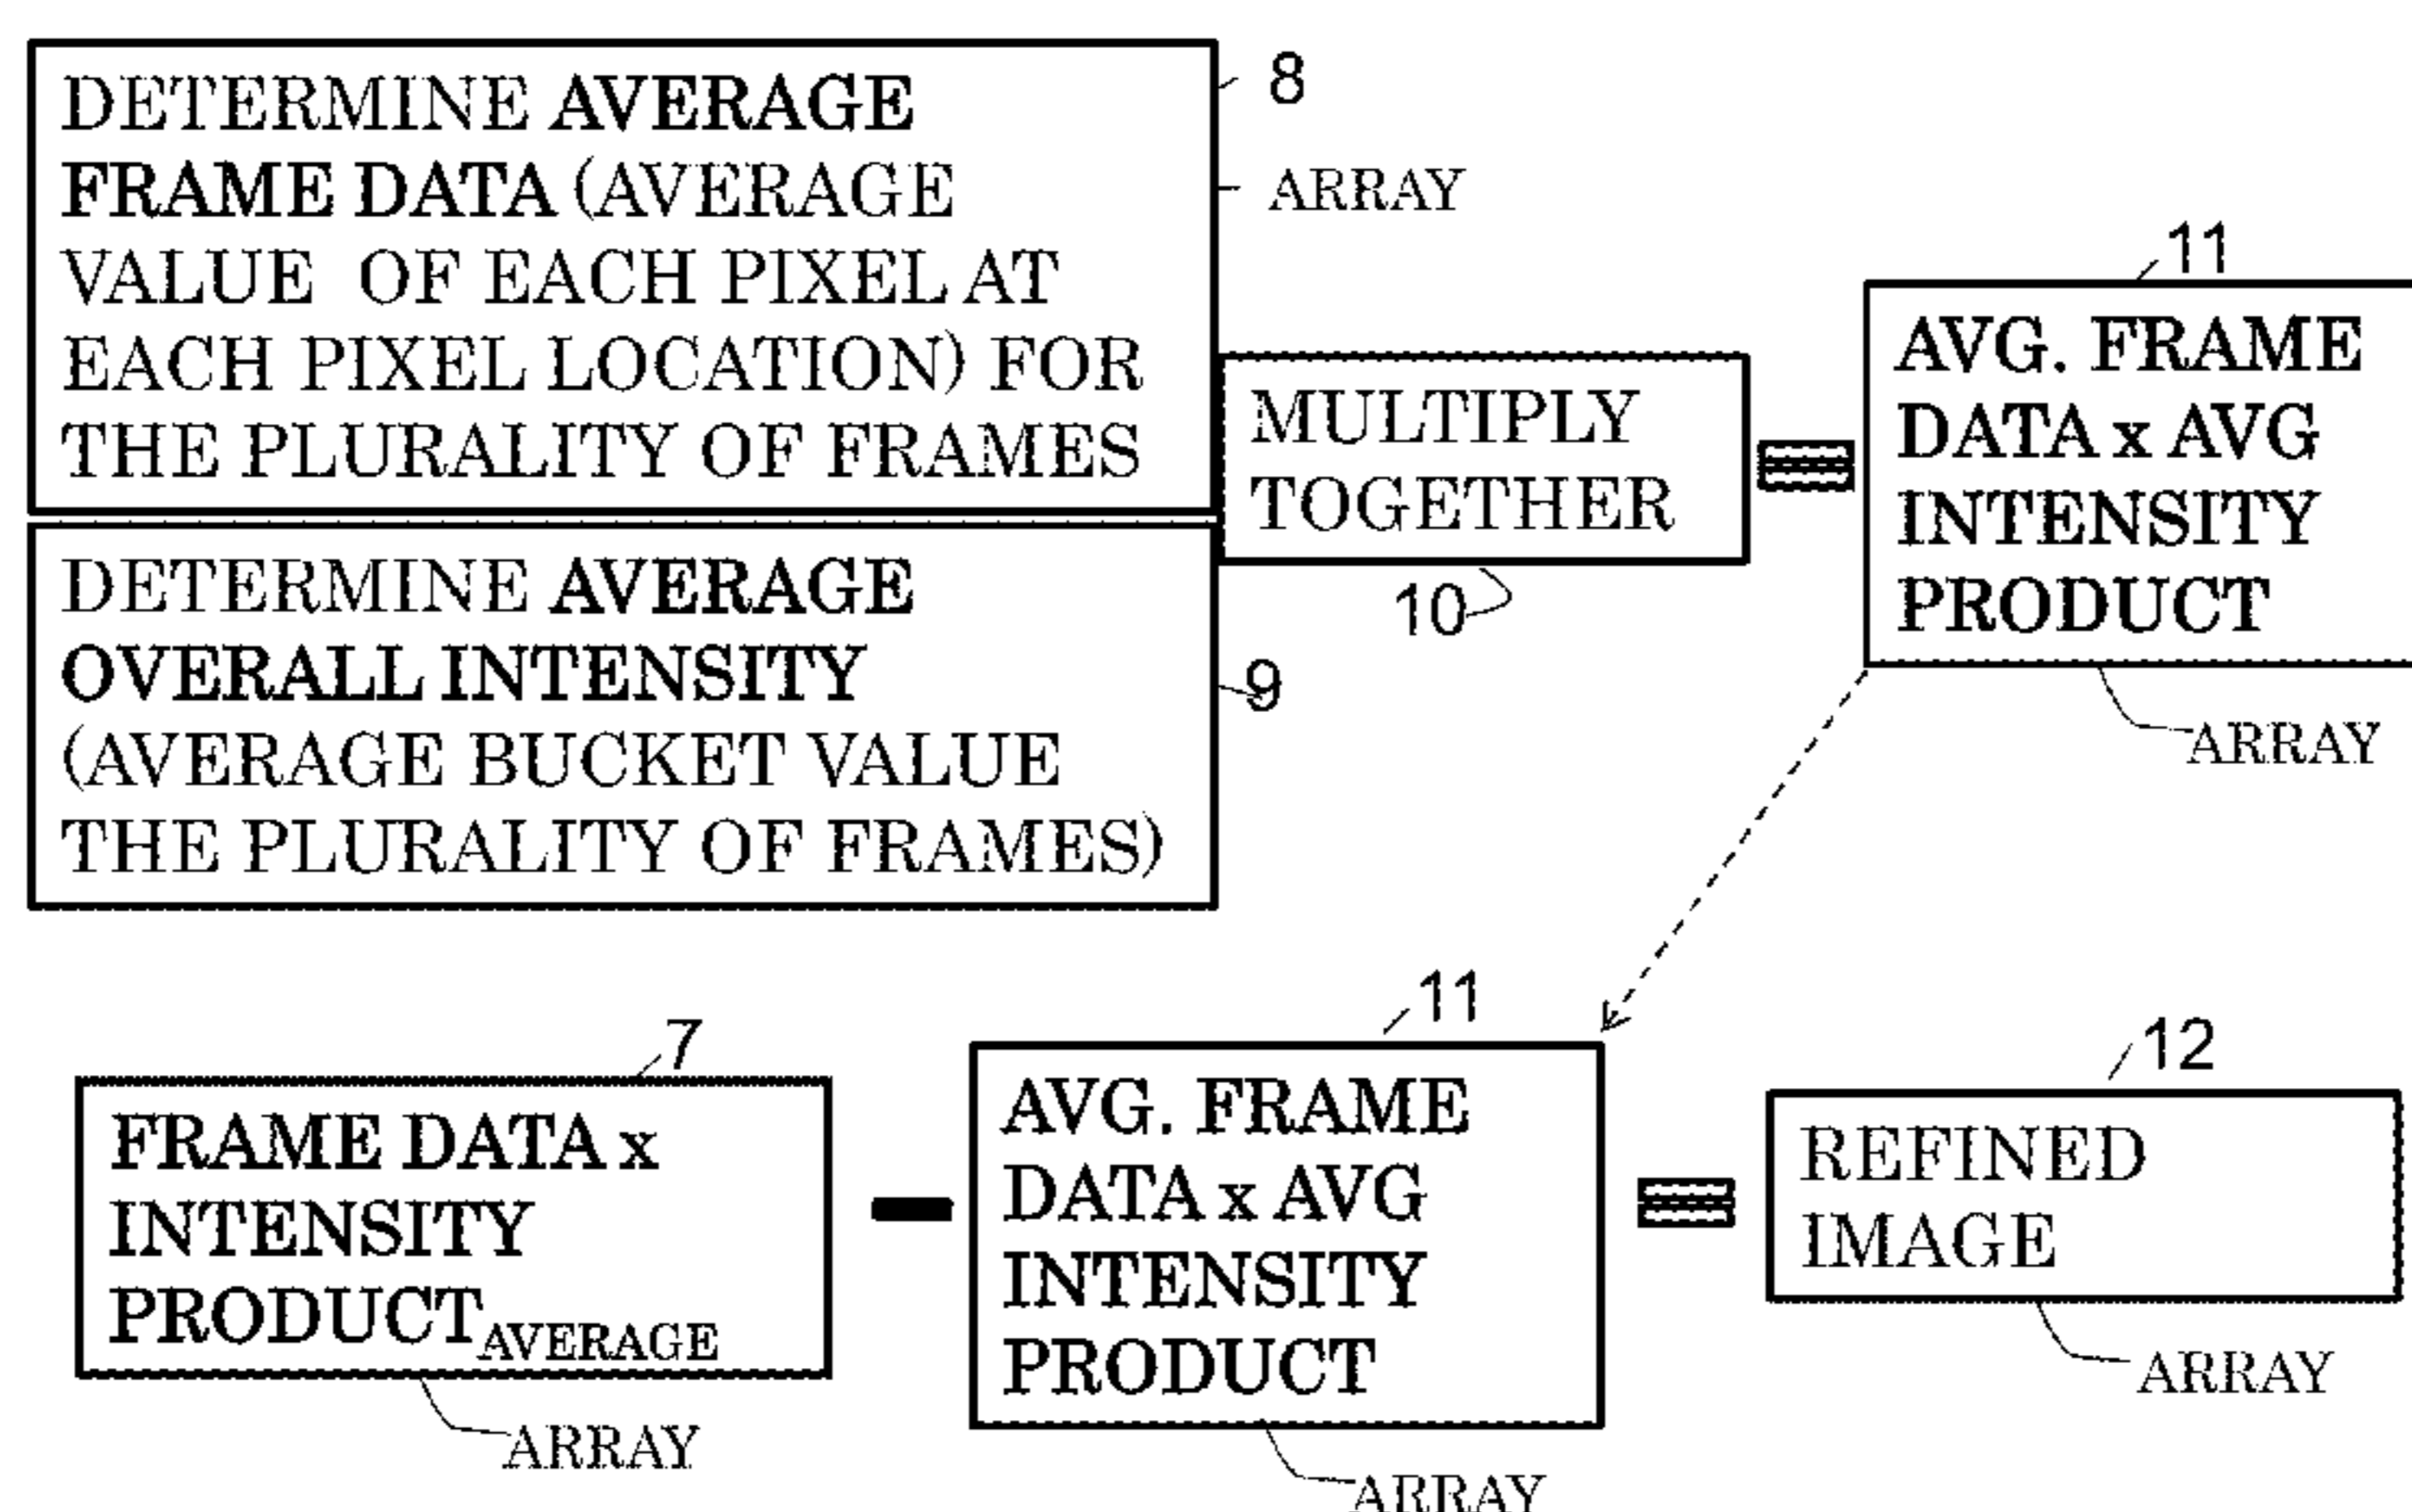 DETERMINE AVERAGE
FRAME DATA (AVERAGE
VALUE OF EACH PIXEL AT
EACH PIXEL LOCATION) FOR
THE PLURALITY OF FRAMES
8
ARRAY
DETERMINE AVERAGE
OVERALL INTENSITY
(AVERAGE BUCKET VALUE
THE PLURALITY OF FRAMES)
9
MULTIPLY
TOGETHER
10
=
11
AVG. FRAME
DATA x AVG
INTENSITY
PRODUCT
ARRAY
7
FRAME DATA x
INTENSITY
PRODUCT AVERAGE
ARRAY
-
11
AVG. FRAME
DATA x AVG
INTENSITY
PRODUCT
ARRAY
=
12
REFINED
IMAGE
ARRAY